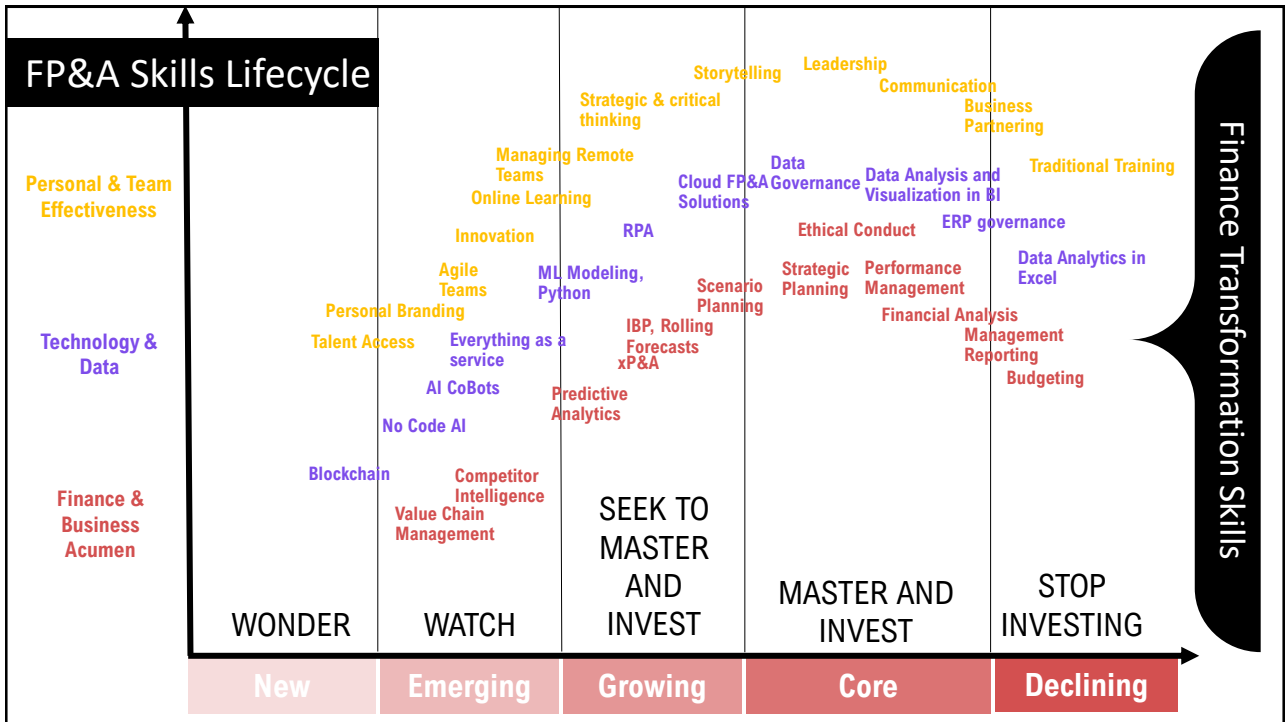 FP&A Skills Lifecycle
Storytelling
Leadership
Communication
Strategic & critical
thinking
Business
Partnering
Managing Remote
Teams
Traditional Training
Online Learning
Innovation
Agile
Teams
Personal Branding
Talent Access
Personal & Team
Effectiveness
Cloud FP&A
Solutions
Data
Governance
Data Analysis and
Visualization in BI
RPA
ERP governance
ML Modeling,
Python
Data Analytics in
Excel
Everything as a
service
AI CoBots
No Code AI
Blockchain
Technology &
Data
Ethical Conduct
Strategic
Planning
Performance
Management
Scenario
Planning
Financial Analysis
IBP, Rolling
Forecasts
xP&A
Management
Reporting
Budgeting
Predictive
Analytics
Competitor
Intelligence
Value Chain
Management
Finance &
Business
Acumen
WONDER
WATCH
SEEK TO
MASTER
AND
INVEST
MASTER AND
INVEST
STOP
INVESTING
New
Emerging
Growing
Core
Declining
Finance Transformation Skills